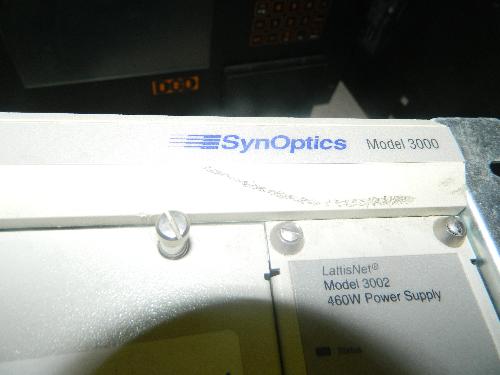 SynOptics Model 3000
LattisNet®
Model 3002
460W Power Supply
Status